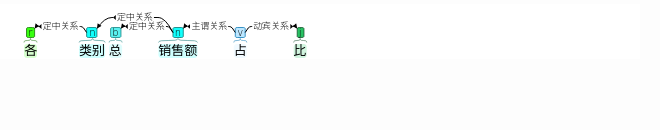 定中关系
定中关系 定中关系 主谓关系 动宾关系
r n b n v j
各 类别 总 销售额 占 比